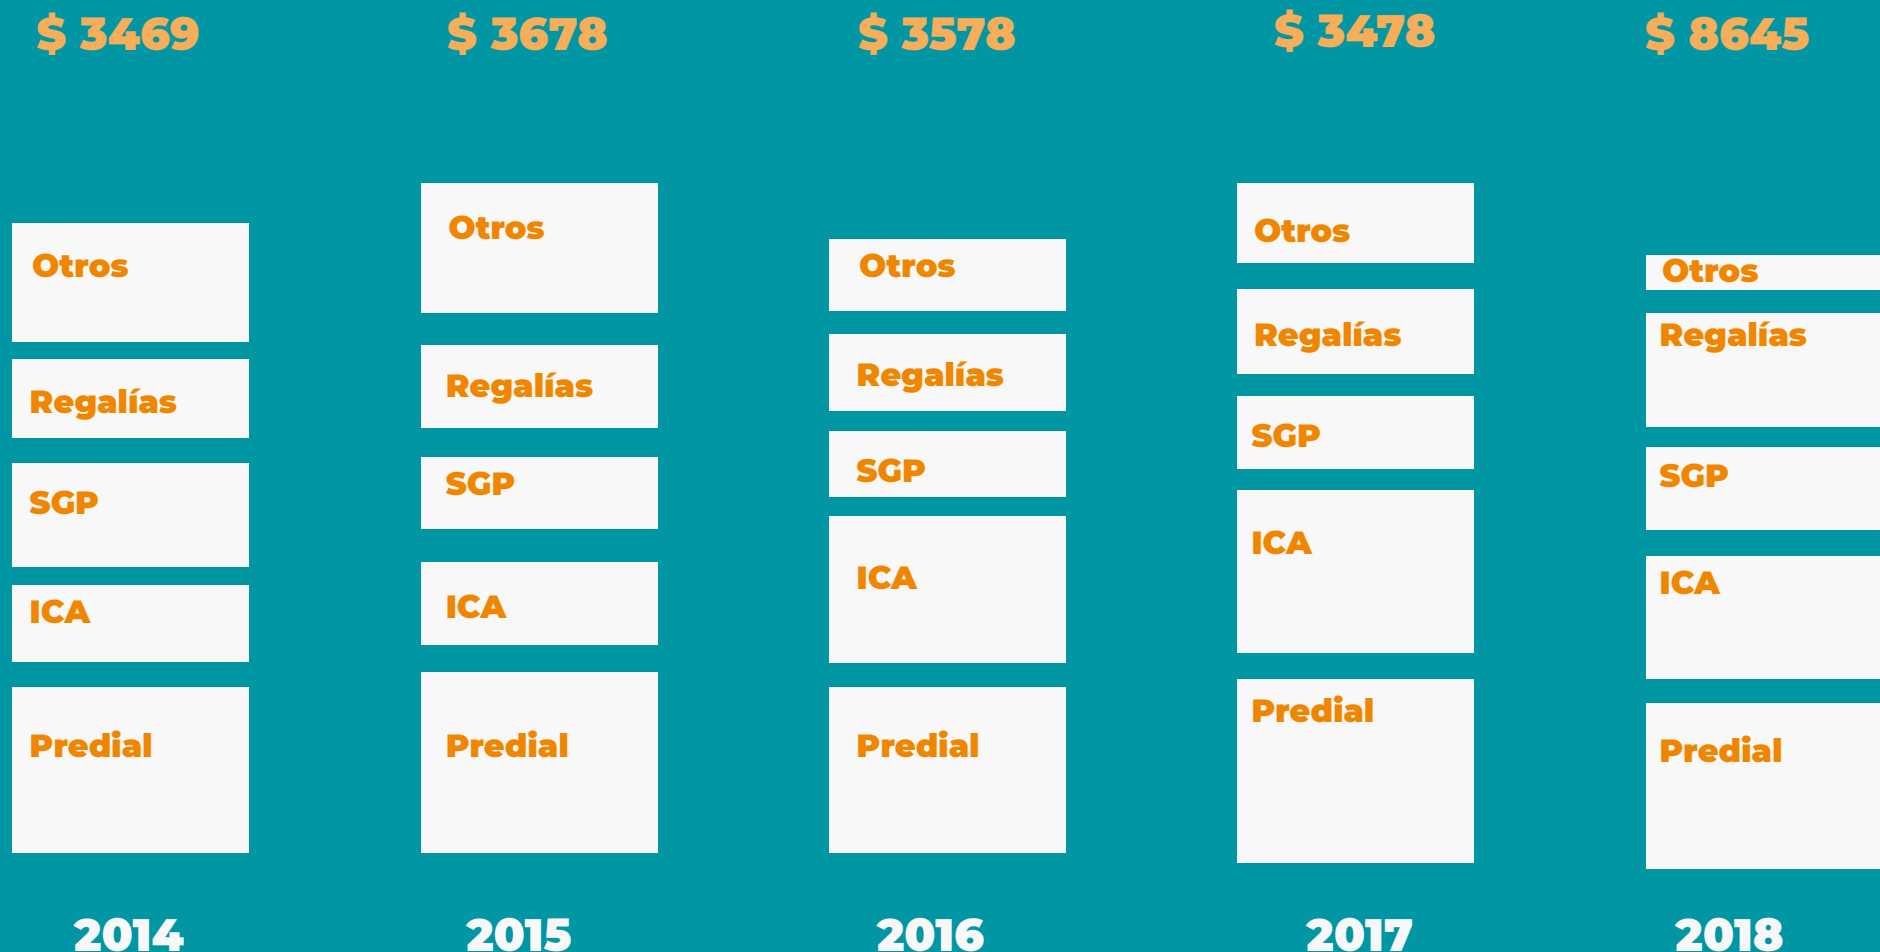 $ 3469
$ 3678
$ 3578
$ 3478
$ 8645
Otros
Regalías
SGP
ICA
Predial
Otros
Regalías
SGP
ICA
Predial
Otros
Regalías
SGP
ICA
Predial
Otros
Regalías
SGP
ICA
Predial
Otros
Regalías
SGP
ICA
Predial
2014
2015
2016
2017
2018